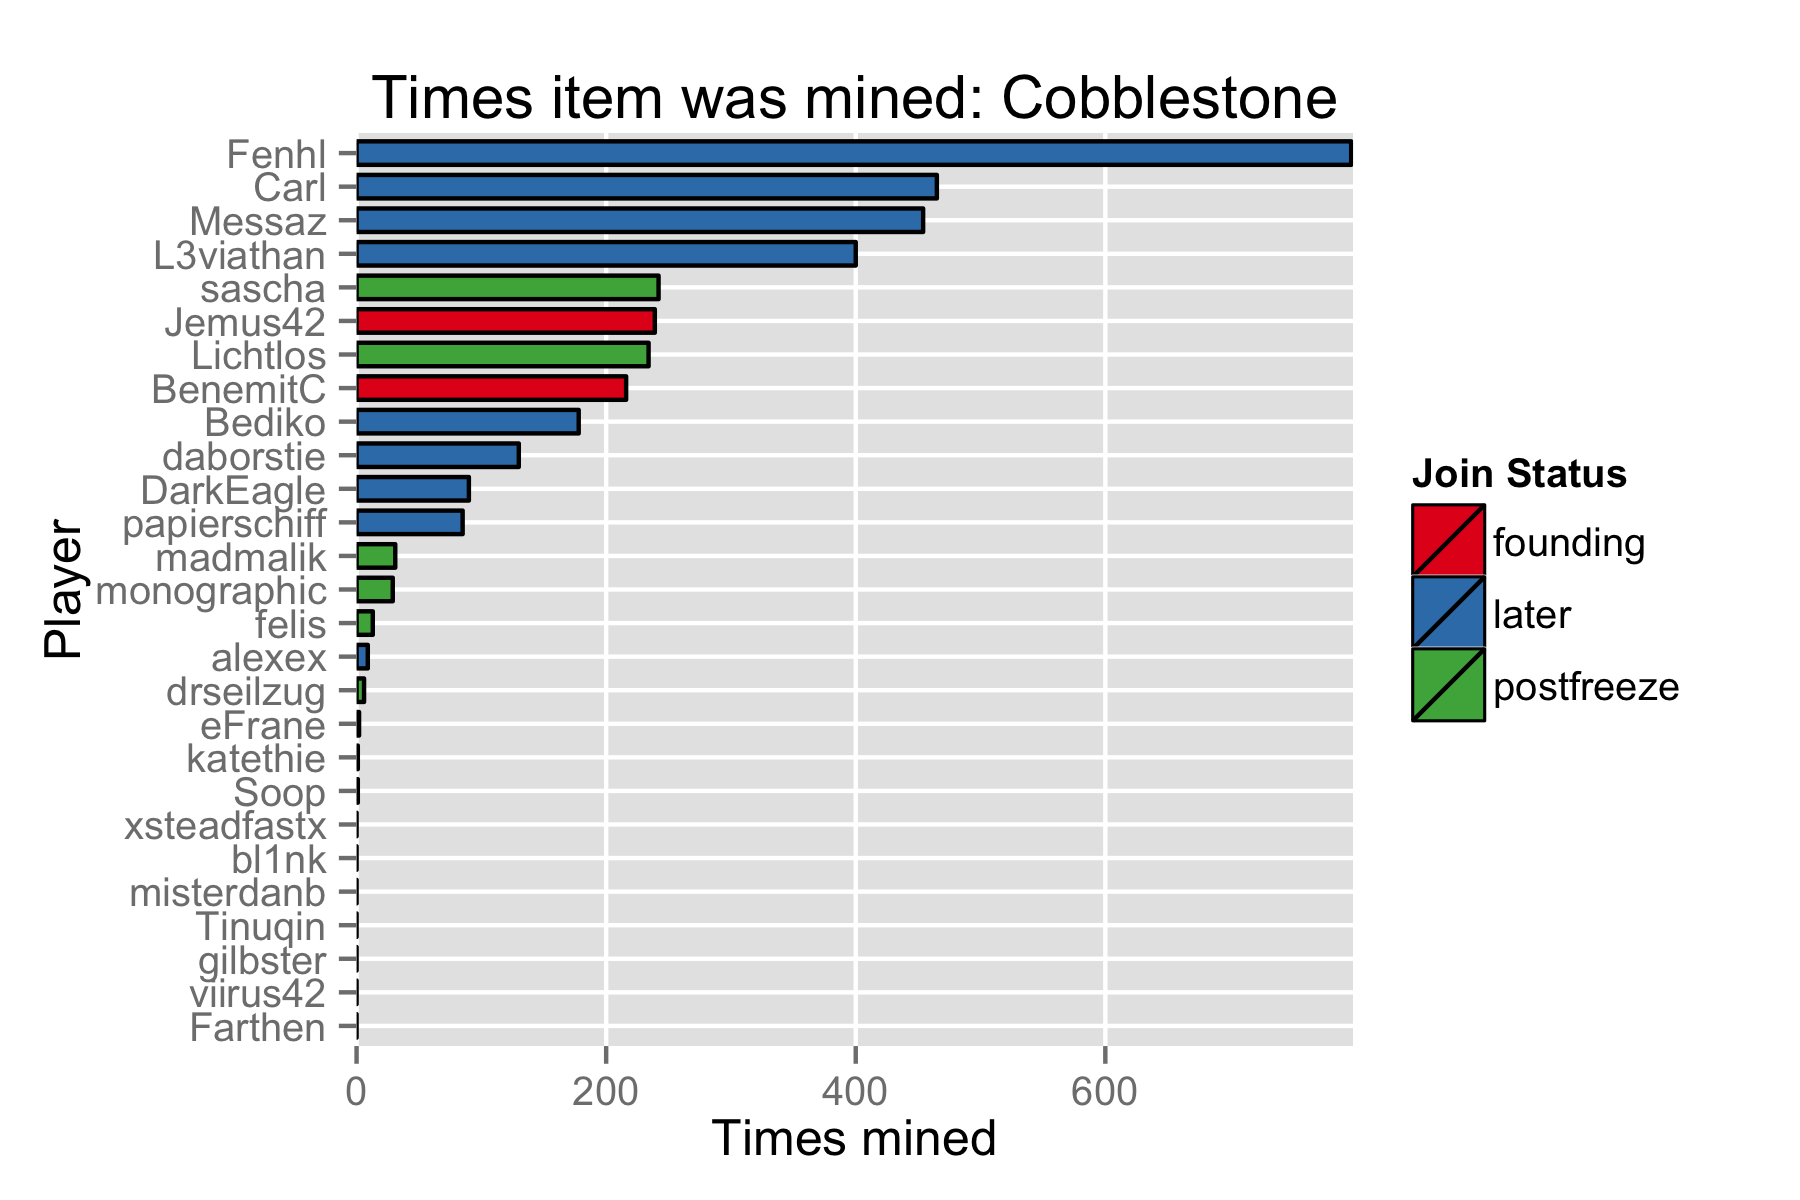 Times item was mined: Cobblestone
Player
Fenhl
Carl
Messaz
L3viathan
sascha
Jemus42
Lichtlos
BenemitC
Bediko
daborstie
DarkEagle
papierschiff
madmalik
monographic
felis
alexex
drseilzug
eFrane
katethie
Soop
xsteadfastx
bl1nk
misterdanb
Tinuqin
gilbster
viirus42
Farthen
0 200 400 600
Times mined
Join Status
founding
later
postfreeze